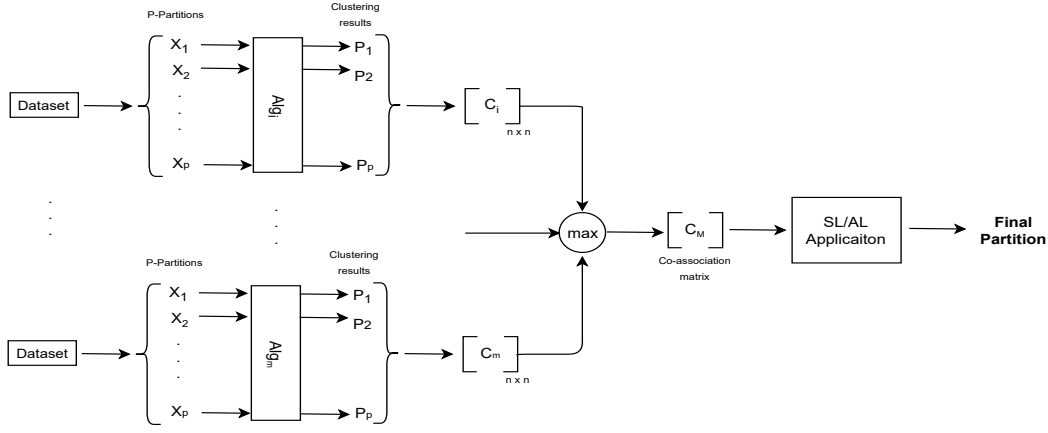 P-Partitions
Clustering
results
X1
P1
X2
P2
Dataset
Algi
Ci
n x n
Xp
Pp
max
CM
Co-association
matrix
SL/AL
Applicaiton
Final
Partition
P-Partitions
Clustering
results
X1
P1
X2
P2
Dataset
Algm
Cm
n x n
Xp
Pp